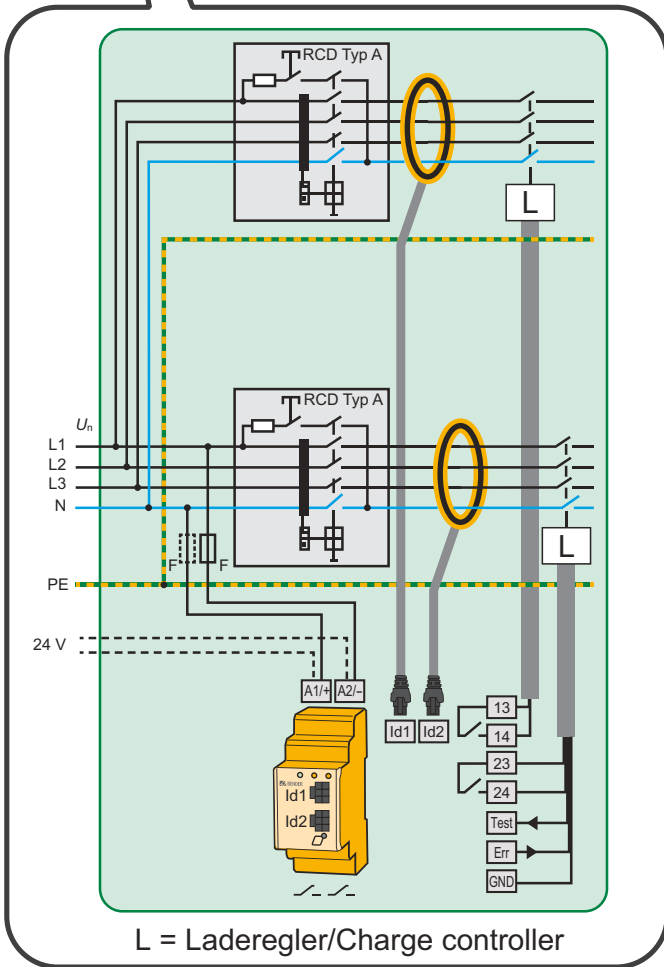 RCD Typ A
L
RCD Typ A
Un
L1
L2
L3
N
L
F F
PE
24 V
A1/+ A2/–
Id1 Id2
13
14
23
24
Test
Err
GND
BENDER
Id1
Id2
L = Laderegler/Charge controller